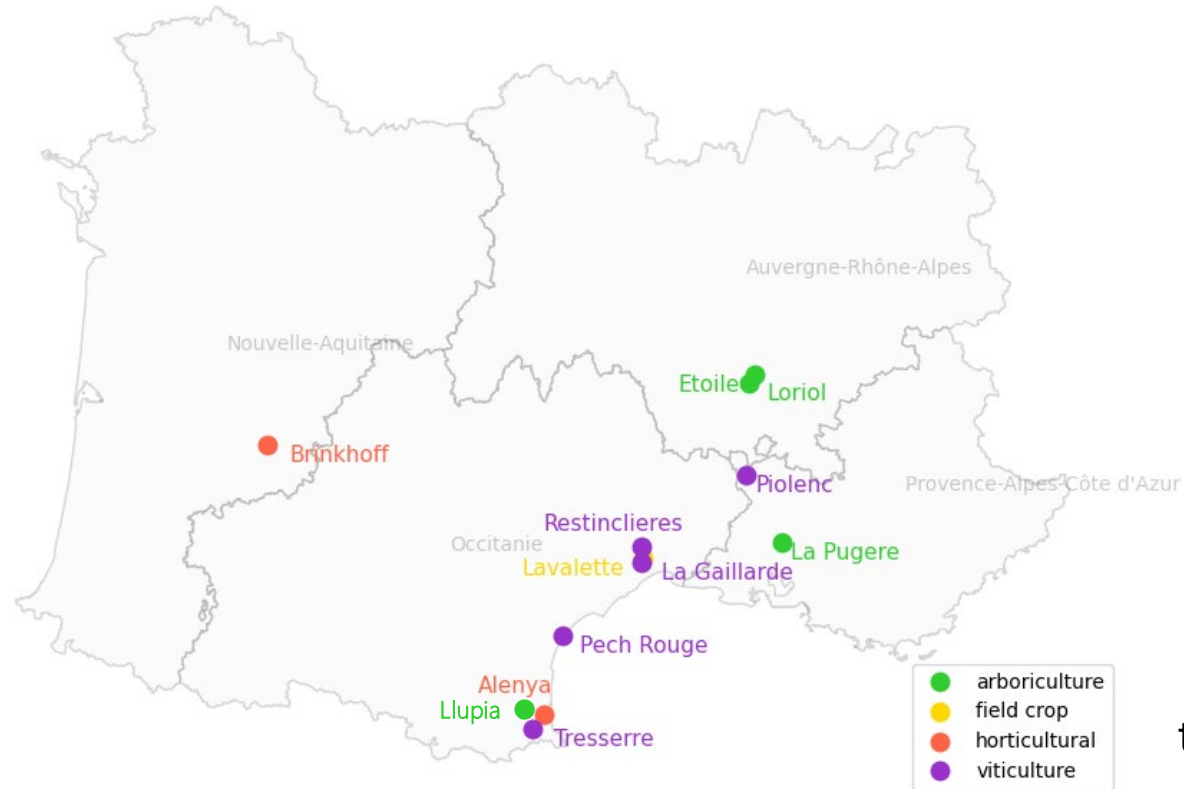 Auvergne-Rhône-Alpes
Nouvelle-Aquitaine
Etoile
Loriol
Brinkhoff
Piolenc
Provence-Alpes-Côte d'Azur
Restinclieres
Occitanie
La Pugere
Lavalette
La Gaillarde
Pech Rouge
Alenya
Llupia
Tresserre
arboriculture
field crop
horticultural
viticulture
t